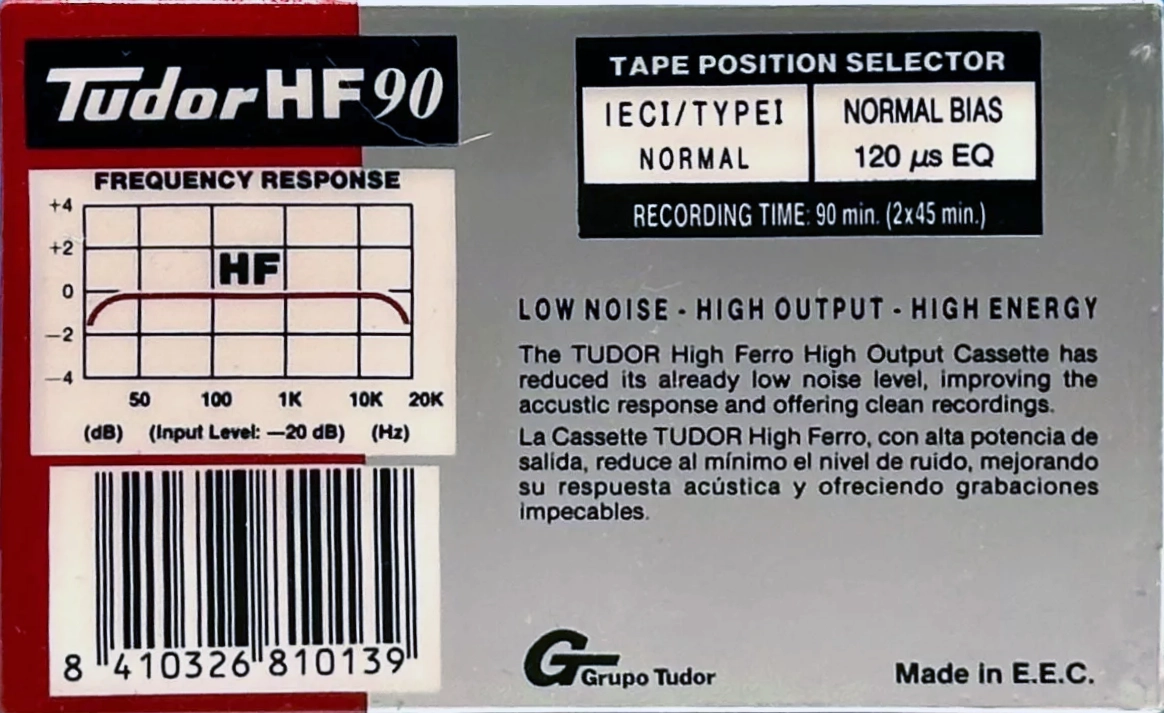 Tudor HF 90
FREQUENCY RESPONSE
+4
+2
HF
0
—2
—4
50 100 1K 10K 20K
(dB) (Input Level: —20 dB) (Hz)
8 410326 810139
TAPE POSITION SELECTOR
IECI/TYPEI
NORMAL
NORMAL BIAS
120 µs EQ
RECORDING TIME: 90 min. (2x45 min.)
LOW NOISE - HIGH OUTPUT - HIGH ENERGY
The TUDOR High Ferro High Output Cassette has
reduced its already low noise level, improving the
accustic response and offering clean recordings.
La Cassette TUDOR High Ferro, con alta potencia de
salida, reduce al mínimo el nivel de ruido, mejorando
su respuesta acústica y ofreciendo grabaciones
impecables.
G Grupo Tudor
Made in E.E.C.